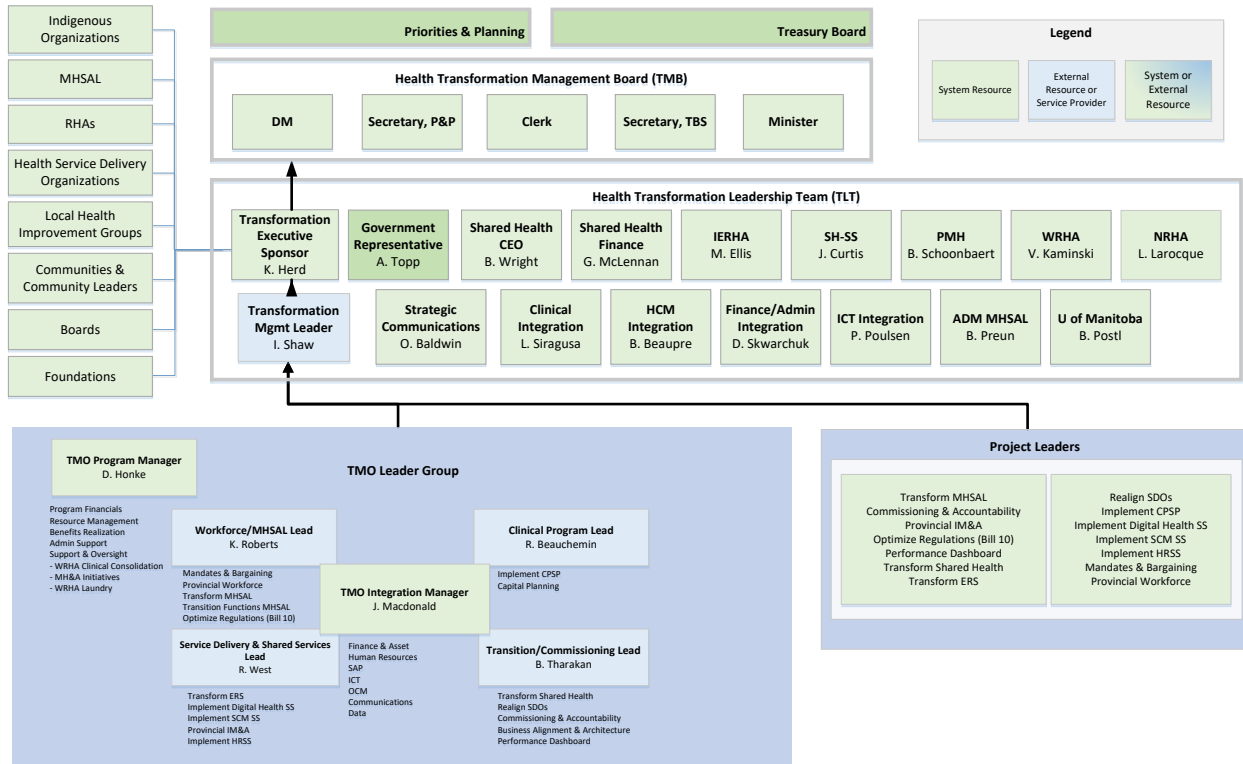 Indigenous
Organizations
MHSAL
RHAs
Health Service Delivery
Organizations
Local Health
Improvement Groups
Communities &
Community Leaders
Boards
Foundations
Priorities & Planning
Treasury Board
Legend
System Resource
External
Resource or
Service Provider
System or
External
Resource
Health Transformation Management Board (TMB)
DM
Secretary, P&P
Clerk
Secretary, TBS
Minister
Health Transformation Leadership Team (TLT)
Transformation
Executive
Sponsor
K. Herd
Government
Representative
A. Topp
Shared Health
CEO
B. Wright
Shared Health
Finance
G. McLennan
IERHA
M. Ellis
SH-SS
J. Curtis
PMH
B. Schoonbaert
WRHA
V. Kaminski
NRHA
L. Larocque
Transformation
Mgmt Leader
I. Shaw
Strategic
Communications
O. Baldwin
Clinical
Integration
L. Siragusa
HCM
Integration
B. Beaupre
Finance/Admin
Integration
D. Skwarchuk
ICT Integration
P. Poulsen
ADM MHSAL
B. Preun
U of Manitoba
B. Postl
TMO Leader Group
TMO Program Manager
D. Honke
Program Financials
Resource Management
Benefits Realization
Admin Support
Support & Oversight
- WRHA Clinical Consolidation
- MH&A Initiatives
- WRHA Laundry
Workforce/MHSAL Lead
K. Roberts
Mandates & Bargaining
Provincial Workforce
Transform MHSAL
Transition Functions MHSAL
Optimize Regulations (Bill 10)
Clinical Program Lead
R. Beauchemin
Implement CPSP
Capital Planning
TMO Integration Manager
J. Macdonald
Finance & Asset
Human Resources
SAP
ICT
OCM
Communications
Data
Service Delivery & Shared Services
Lead
R. West
Transform ERS
Implement Digital Health SS
Implement SCM SS
Provincial IM&A
Implement HRSS
Transition/Commissioning Lead
B. Tharakan
Transform Shared Health
Realign SDOs
Commissioning & Accountability
Business Alignment & Architecture
Performance Dashboard
Project Leaders
Transform MHSAL
Commissioning & Accountability
Provincial IM&A
Optimize Regulations (Bill 10)
Performance Dashboard
Transform Shared Health
Transform ERS
Realign SDOs
Implement CPSP
Implement Digital Health SS
Implement SCM SS
Implement HRSS
Mandates & Bargaining
Provincial Workforce